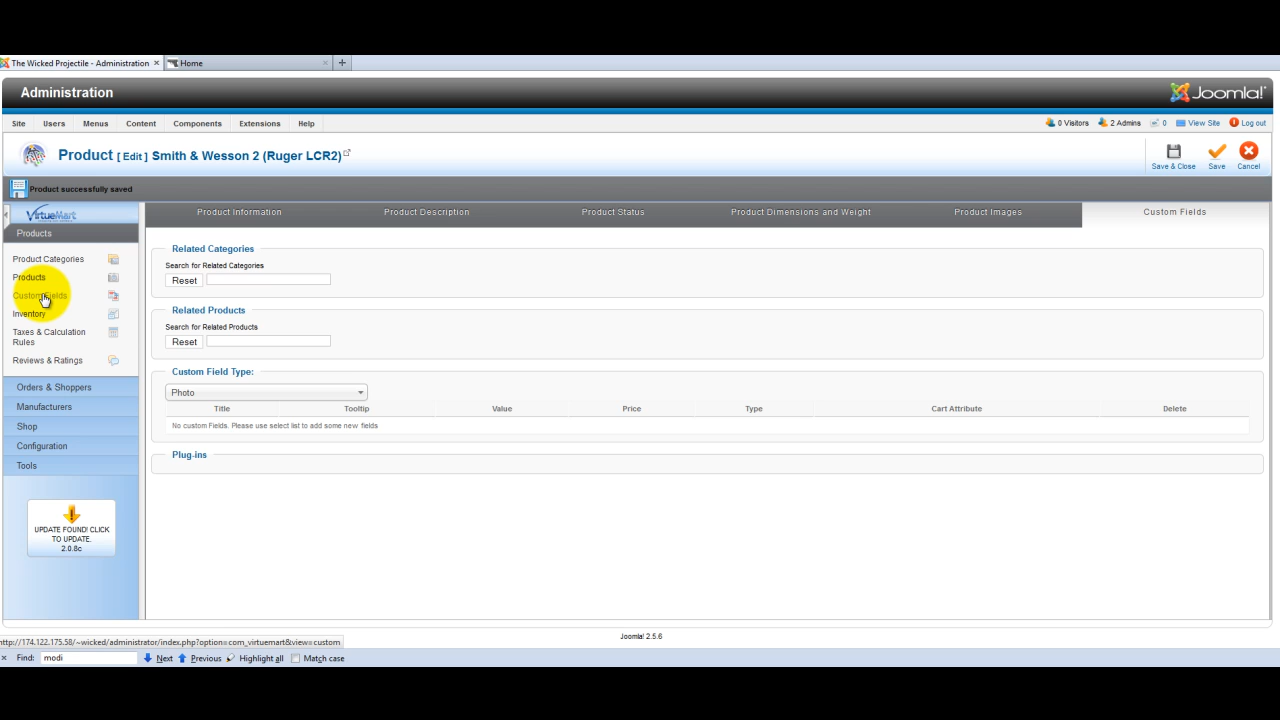 The Wicked Projectile - Administration
Home
Administration
Joomla!
Site Users Menus Content Components Extensions Help
0 Visitors 2 Admins 0 View Site Log out
Product [ Edit ] Smith & Wesson 2 (Ruger LCR2)
Save & Close Save Cancel
Product successfully saved
VirtueMart
Products
Product Information Product Description Product Status Product Dimensions and Weight Product Images Custom Fields
Product Categories
Products
Custom Fields
Inventory
Taxes & Calculation
Rules
Reviews & Ratings
Orders & Shoppers
Manufacturers
Shop
Configuration
Tools
UPDATE FOUND! CLICK
TO UPDATE.
2.0.8c
Related Categories
Search for Related Categories
Reset
Related Products
Search for Related Products
Reset
Custom Field Type:
Photo
Title Tooltip Value Price Type Cart Attribute Delete
No custom Fields. Please use select list to add some new fields
Plug-ins
Joomla! 2.5.6
http://174.122.175.58/~wicked/administrator/index.php?option=com_virtuemart&view=custom
× Find: modi Next Previous Highlight all Match case